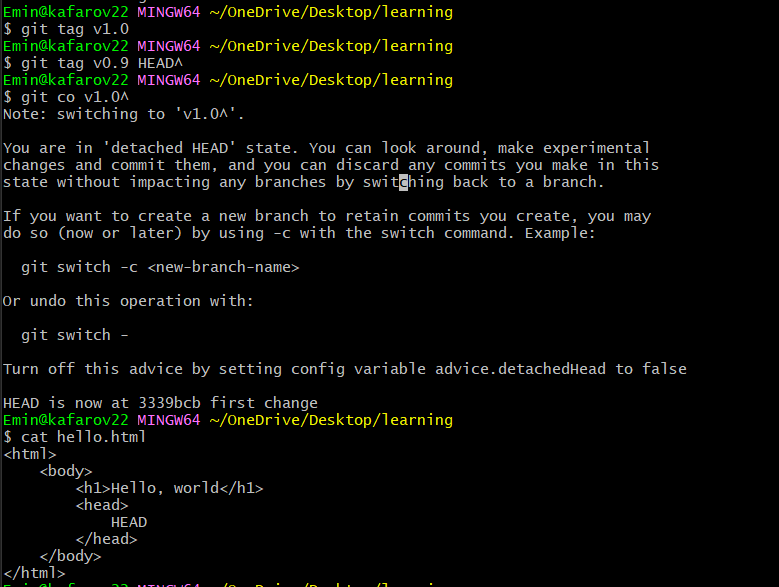 Emin@kafarov22 MINGW64 ~/OneDrive/Desktop/learning
$ git tag v1.0
Emin@kafarov22 MINGW64 ~/OneDrive/Desktop/learning
$ git tag v0.9 HEAD^
Emin@kafarov22 MINGW64 ~/OneDrive/Desktop/learning
$ git co v1.0^
Note: switching to 'v1.0^'.
You are in 'detached HEAD' state. You can look around, make experimental
changes and commit them, and you can discard any commits you make in this
state without impacting any branches by switching back to a branch.
If you want to create a new branch to retain commits you create, you may
do so (now or later) by using -c with the switch command. Example:
  git switch -c <new-branch-name>
Or undo this operation with:
  git switch -
Turn off this advice by setting config variable advice.detachedHead to false
HEAD is now at 3339bcb first change
Emin@kafarov22 MINGW64 ~/OneDrive/Desktop/learning
$ cat hello.html
<html>
    <body>
        <h1>Hello, world</h1>
        <head>
            HEAD
        </head>
    </body>
</html>